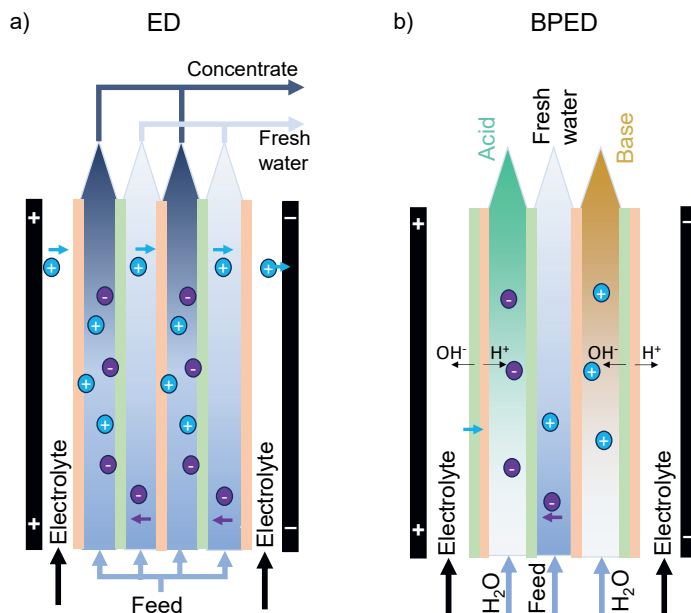 a)
ED
Concentrate
Fresh
water
+
−
+
+
+
+
-
+
-
+
+
-
-
+
-
+
-
-
+
-
-
+
−
Electrolyte
Electrolyte
Feed
b)
BPED
Acid
Fresh
water
Base
+
−
-
+
OH⁻
H⁺
OH⁻
H⁺
-
+
+
+
-
-
+
−
Electrolyte
Electrolyte
H₂O
Feed
H₂O